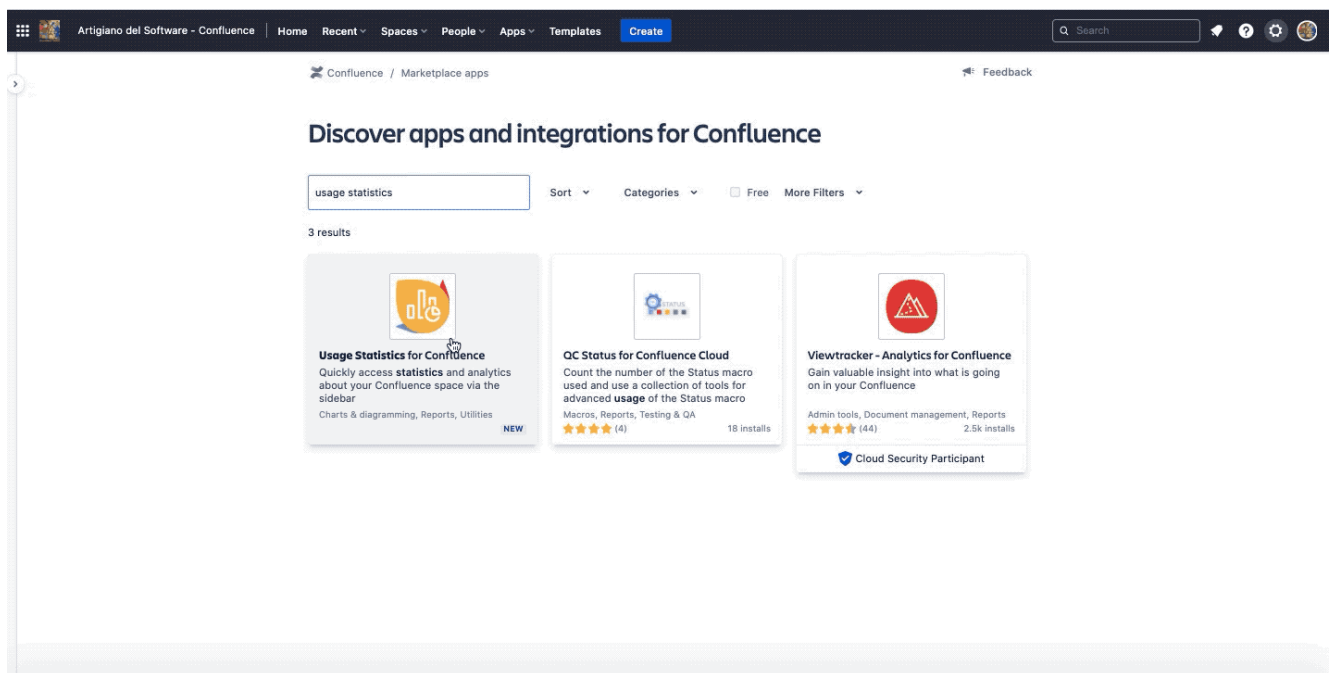 Artigiano del Software - Confluence Home Recent Spaces People Apps Templates Create Search
Confluence / Marketplace apps Feedback
Discover apps and integrations for Confluence
usage statistics Sort Categories Free More Filters
3 results
Usage Statistics for Confluence
Quickly access statistics and analytics
about your Confluence space via the
sidebar
Charts & diagramming, Reports, Utilities
NEW
STATUS
QC Status for Confluence Cloud
Count the number of the Status macro
used and use a collection of tools for
advanced usage of the Status macro
Macros, Reports, Testing & QA
(4) 18 installs
Viewtracker - Analytics for Confluence
Gain valuable insight into what is going
on in your Confluence
Admin tools, Document management, Reports
(44) 2.5k installs
Cloud Security Participant